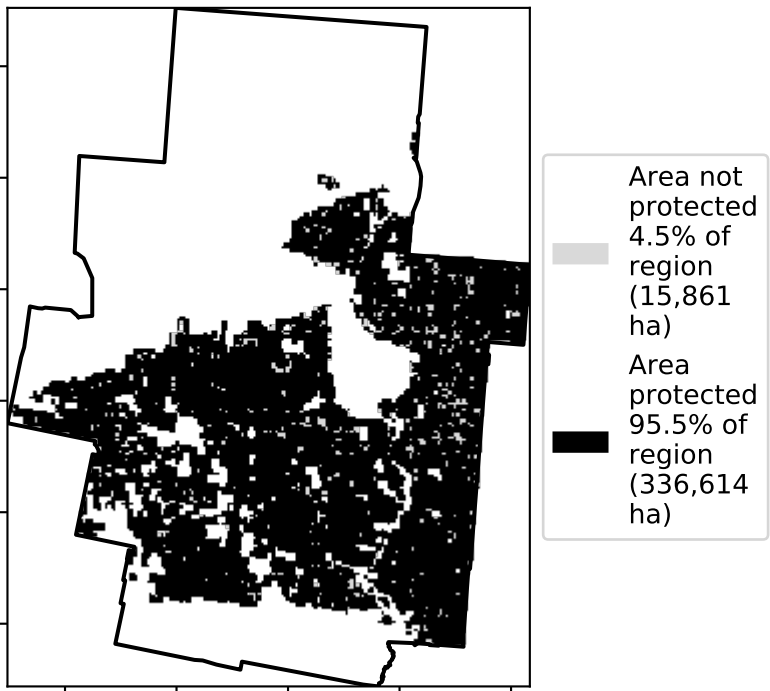 Area not
protected
4.5% of
region
(15,861
ha)
Area
protected
95.5% of
region
(336,614
ha)